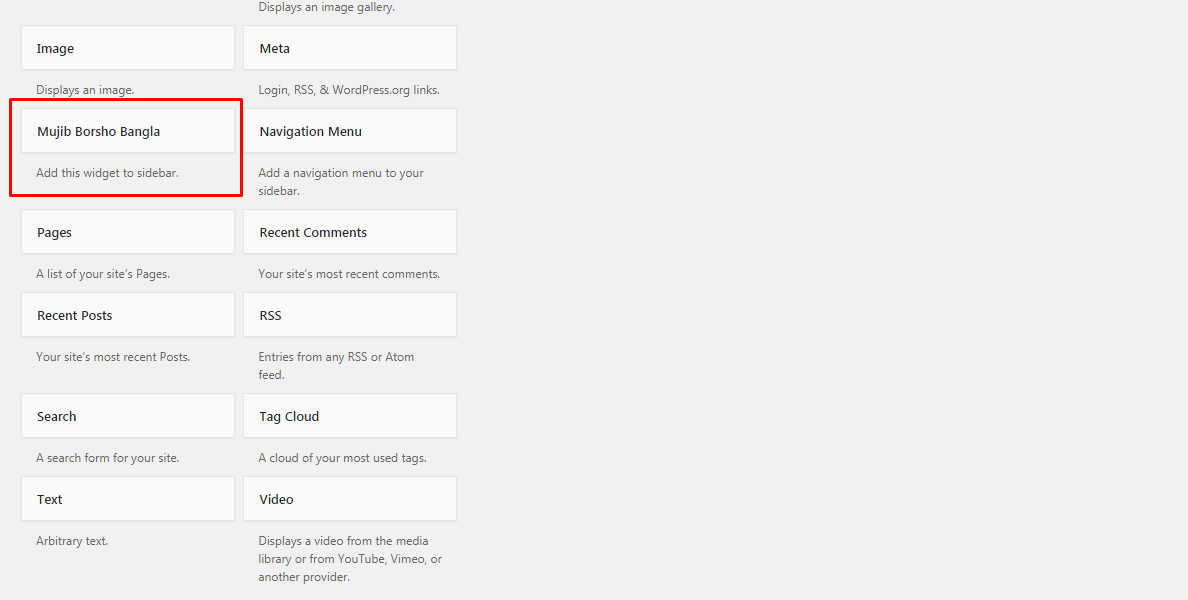 Displays an image gallery.
Image
Meta
Displays an image.
Login, RSS, & WordPress.org links.
Mujib Borsho Bangla
Navigation Menu
Add this widget to sidebar.
Add a navigation menu to your
sidebar.
Pages
Recent Comments
A list of your site's Pages.
Your site's most recent comments.
Recent Posts
RSS
Your site's most recent Posts.
Entries from any RSS or Atom
feed.
Search
Tag Cloud
A search form for your site.
A cloud of your most used tags.
Text
Video
Arbitrary text.
Displays a video from the media
library or from YouTube, Vimeo, or
another provider.